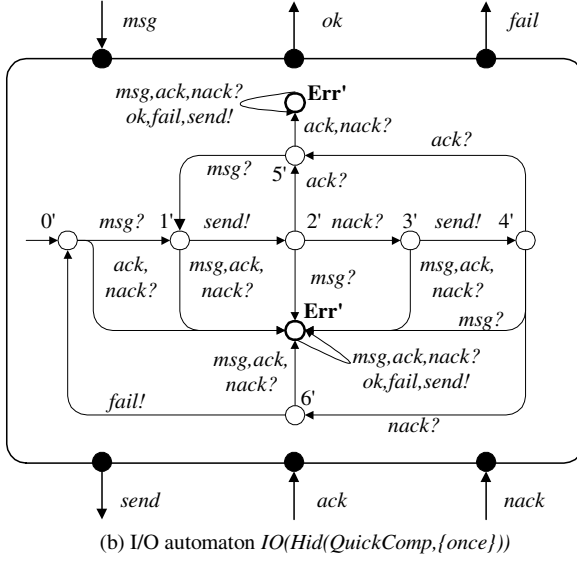 msg ok fail
msg,ack,nack? Err'
ok,fail,send!
ack,nack? ack?
msg? 5' ack?
0' msg? 1' send! 2' nack? 3' send! 4'
ack, msg,ack, msg,ack,
nack? nack? msg? nack?
Err' msg?
msg,ack, msg,ack,nack?
nack? ok,fail,send!
fail! 6' nack?
send ack nack
(b) I/O automaton IO(Hid(QuickComp,{once}))